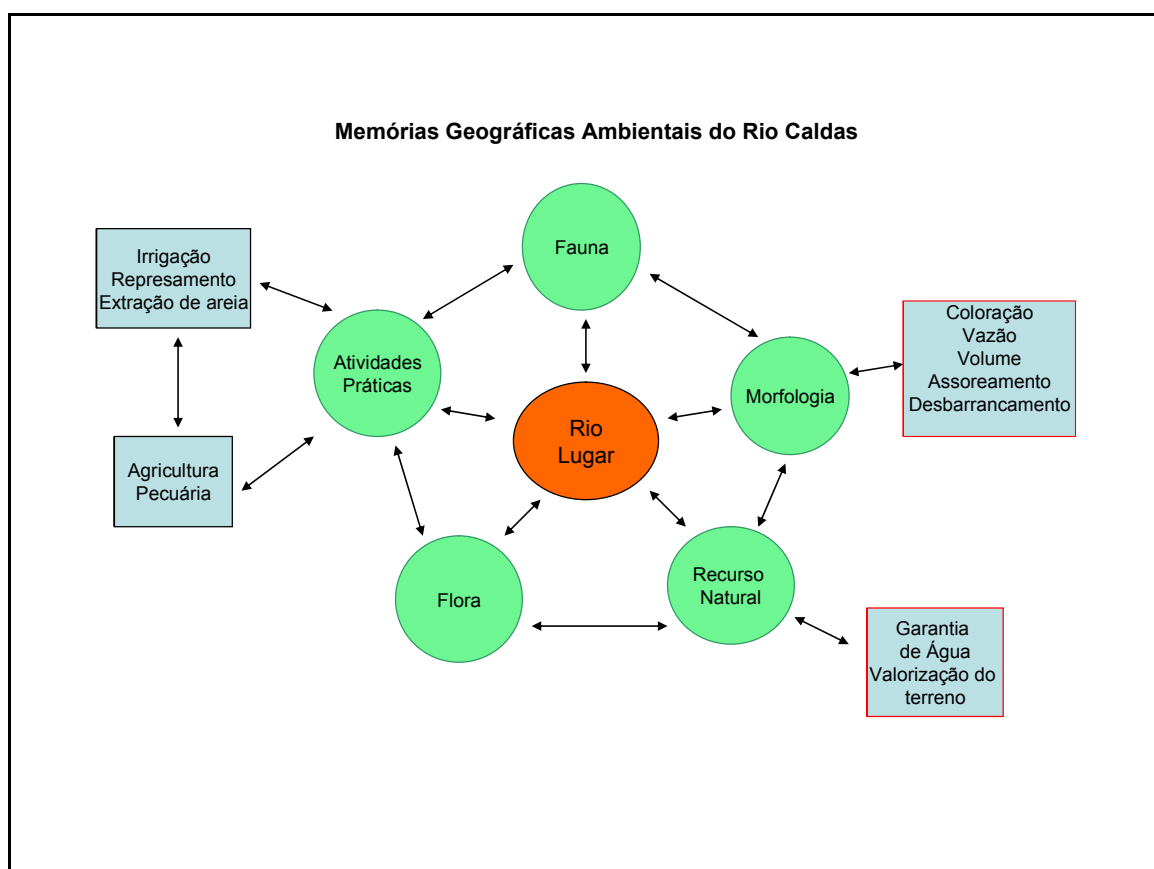 Memórias Geográficas Ambientais do Rio Caldas
Fauna
Irrigação
Represamento
Extração de areia
Atividades
Práticas
Coloração
Vazão
Volume
Assoreamento
Desbarrancamento
Morfologia
Rio
Lugar
Agricultura
Pecuária
Flora
Recurso
Natural
Garantia
de Água
Valorização do
terreno